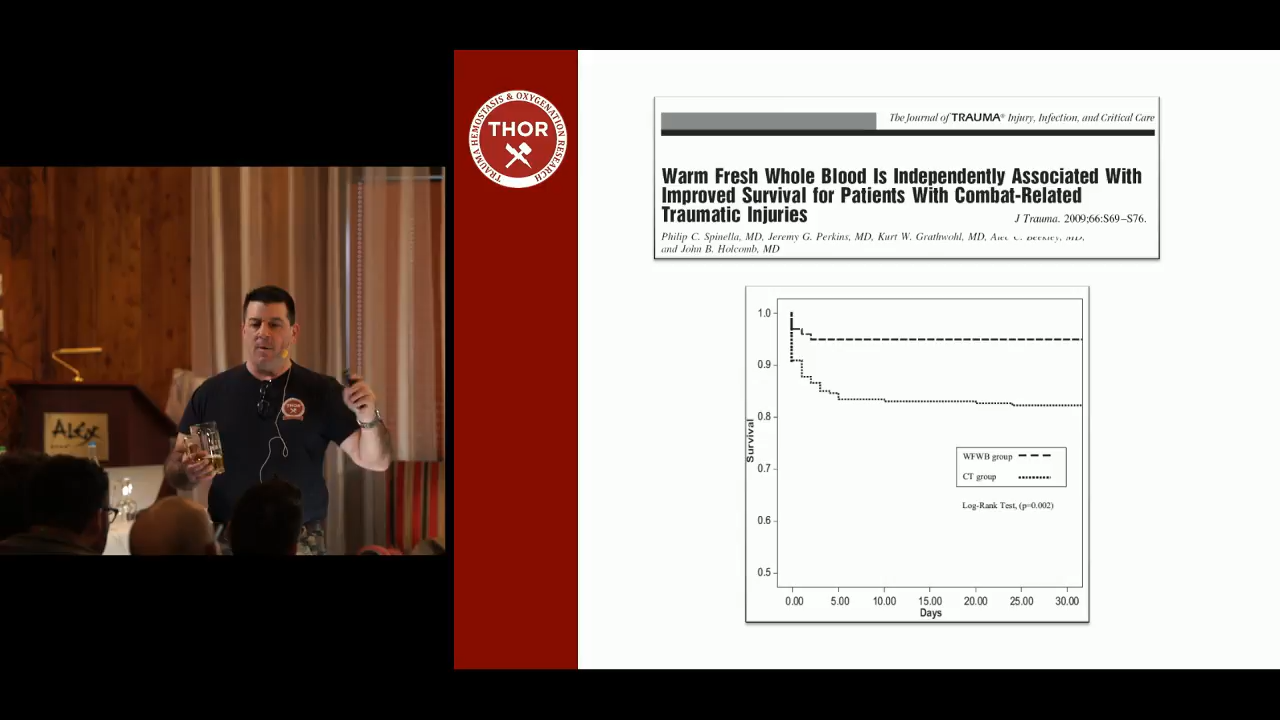 ALEX
TRAUMA HEMOSTASIS & OXYGENATION RESEARCH
THOR
The Journal of TRAUMA® Injury, Infection, and Critical Care
Warm Fresh Whole Blood Is Independently Associated With
Improved Survival for Patients With Combat-Related
Traumatic Injuries
J Trauma. 2009;66:S69–S76.
Philip C. Spinella, MD, Jeremy G. Perkins, MD, Kurt W. Grathwohl, MD, Alec C. Beekley, MD,
and John B. Holcomb, MD
1.0
0.9
0.8
0.7
0.6
0.5
Survival
WFWB group
CT group
Log-Rank Test, (p=0.002)
0.00 5.00 10.00 15.00 20.00 25.00 30.00
Days